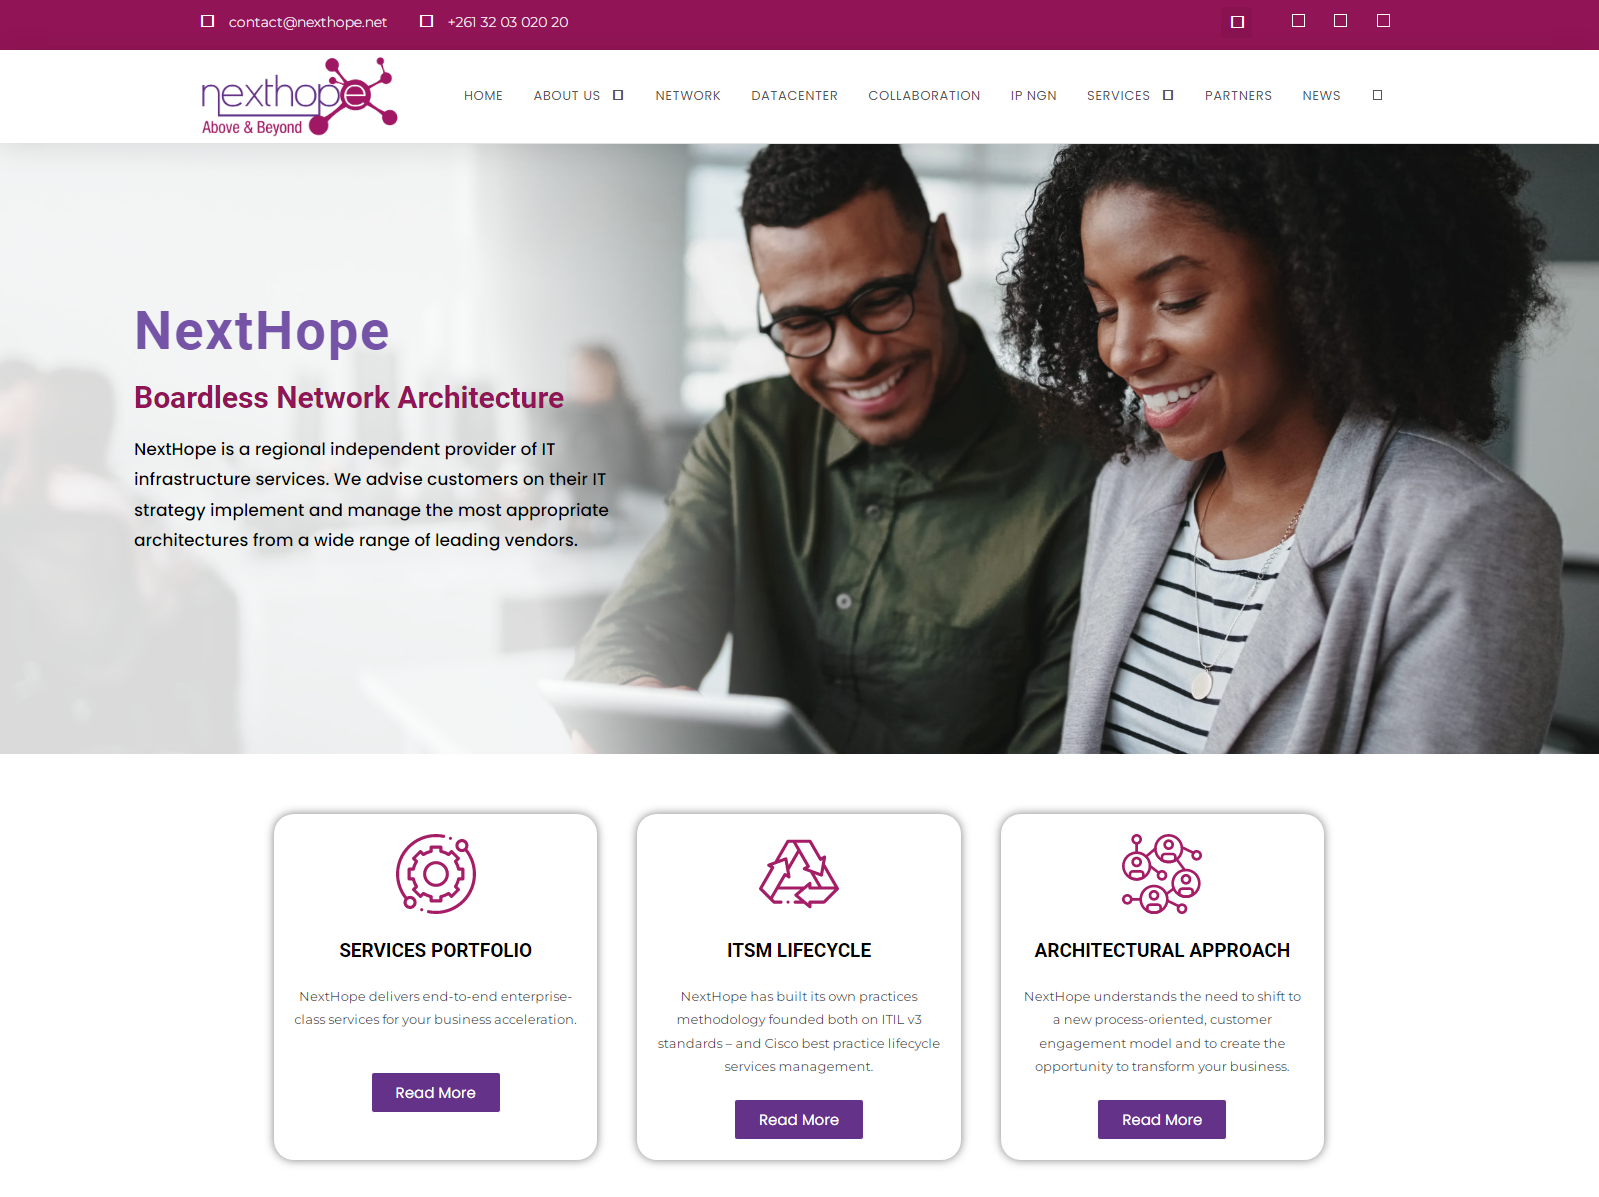 contact@nexthope.net
+261 32 03 020 20
nexthope
Above & Beyond
HOME
ABOUT US
NETWORK
DATACENTER
COLLABORATION
IP NGN
SERVICES
PARTNERS
NEWS
NextHope
Boardless Network Architecture
NextHope is a regional independent provider of IT
infrastructure services. We advise customers on their IT
strategy implement and manage the most appropriate
architectures from a wide range of leading vendors.
SERVICES PORTFOLIO
NextHope delivers end-to-end enterprise-
class services for your business acceleration.
Read More
ITSM LIFECYCLE
NextHope has built its own practices
methodology founded both on ITIL v3
standards – and Cisco best practice lifecycle
services management.
Read More
ARCHITECTURAL APPROACH
NextHope understands the need to shift to
a new process-oriented, customer
engagement model and to create the
opportunity to transform your business.
Read More